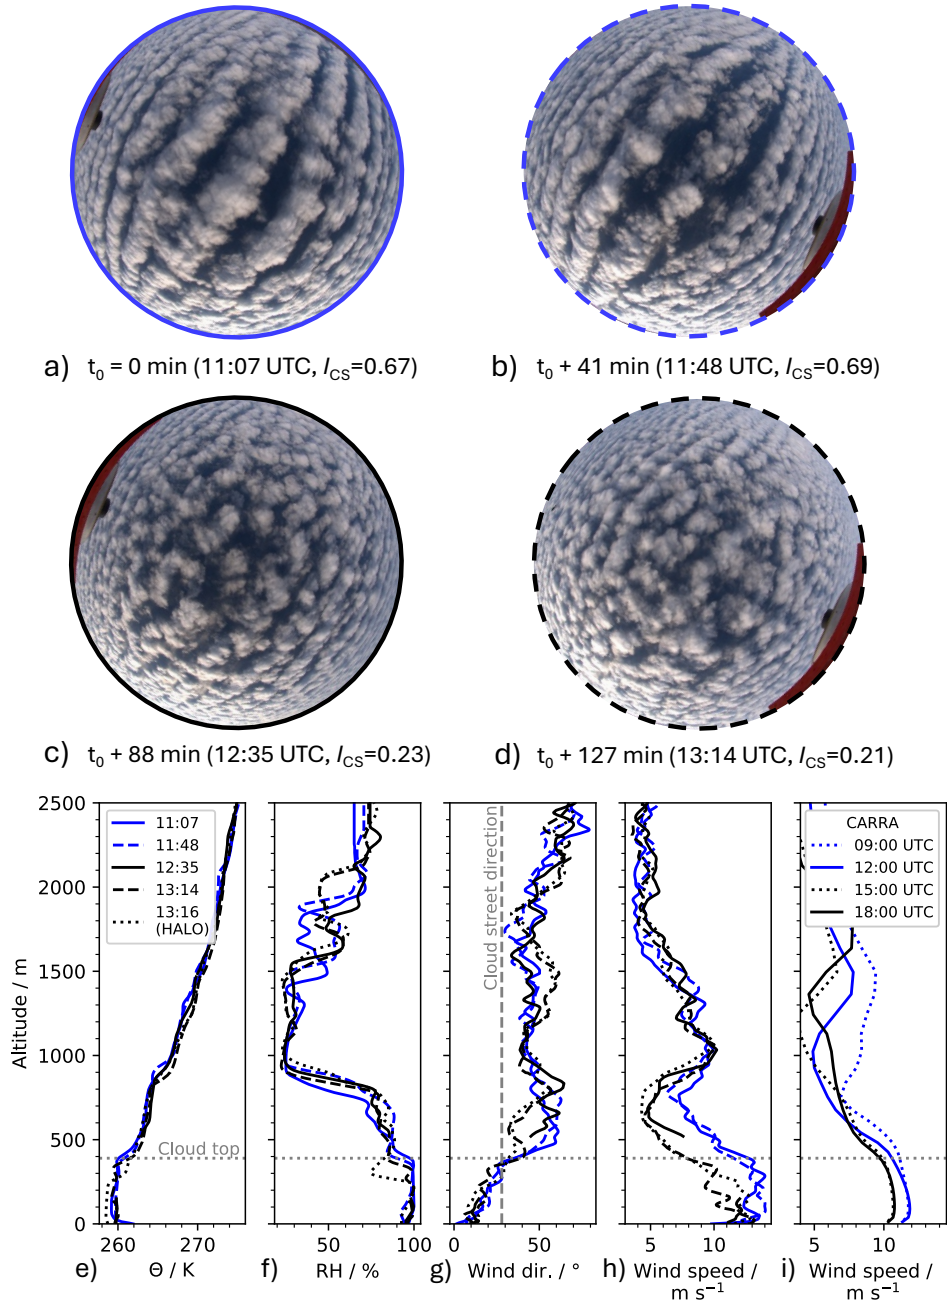 a) t0 = 0 min (11:07 UTC, ICS=0.67)
b) t0 + 41 min (11:48 UTC, ICS=0.69)
c) t0 + 88 min (12:35 UTC, ICS=0.23)
d) t0 + 127 min (13:14 UTC, ICS=0.21)
Altitude / m
2500
2000
1500
1000
500
0
11:07
11:48
12:35
13:14
13:16
(HALO)
Cloud top
260 270
e) Θ / K
50 100
f) RH / %
Cloud street direction
0 50
g) Wind dir. / °
5 10
h) Wind speed /
m s−1
CARRA
09:00 UTC
12:00 UTC
15:00 UTC
18:00 UTC
5 10
i) Wind speed /
m s−1